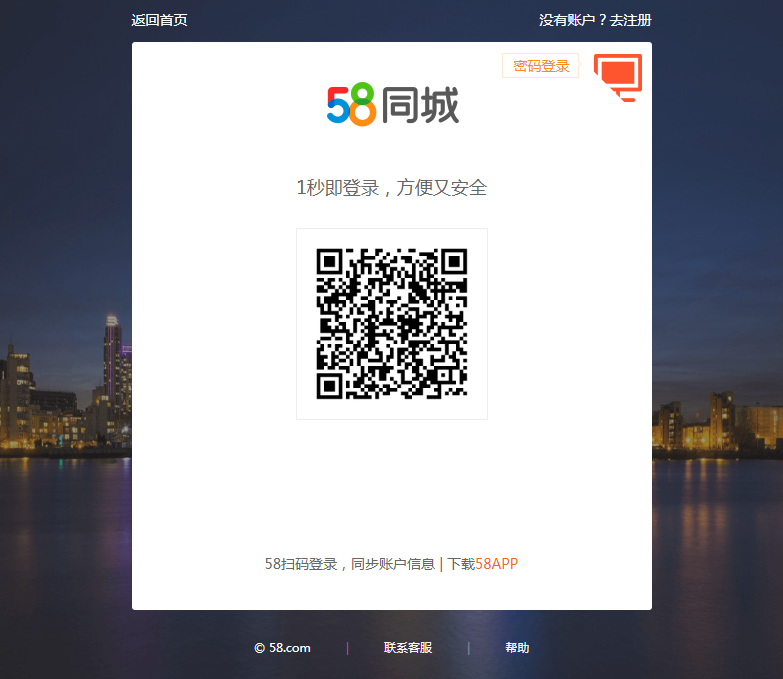 返回首页
没有账户？去注册
密码登录
58同城
1秒即登录，方便又安全
58扫码登录，同步账户信息 | 下载58APP
© 58.com | 联系客服 | 帮助